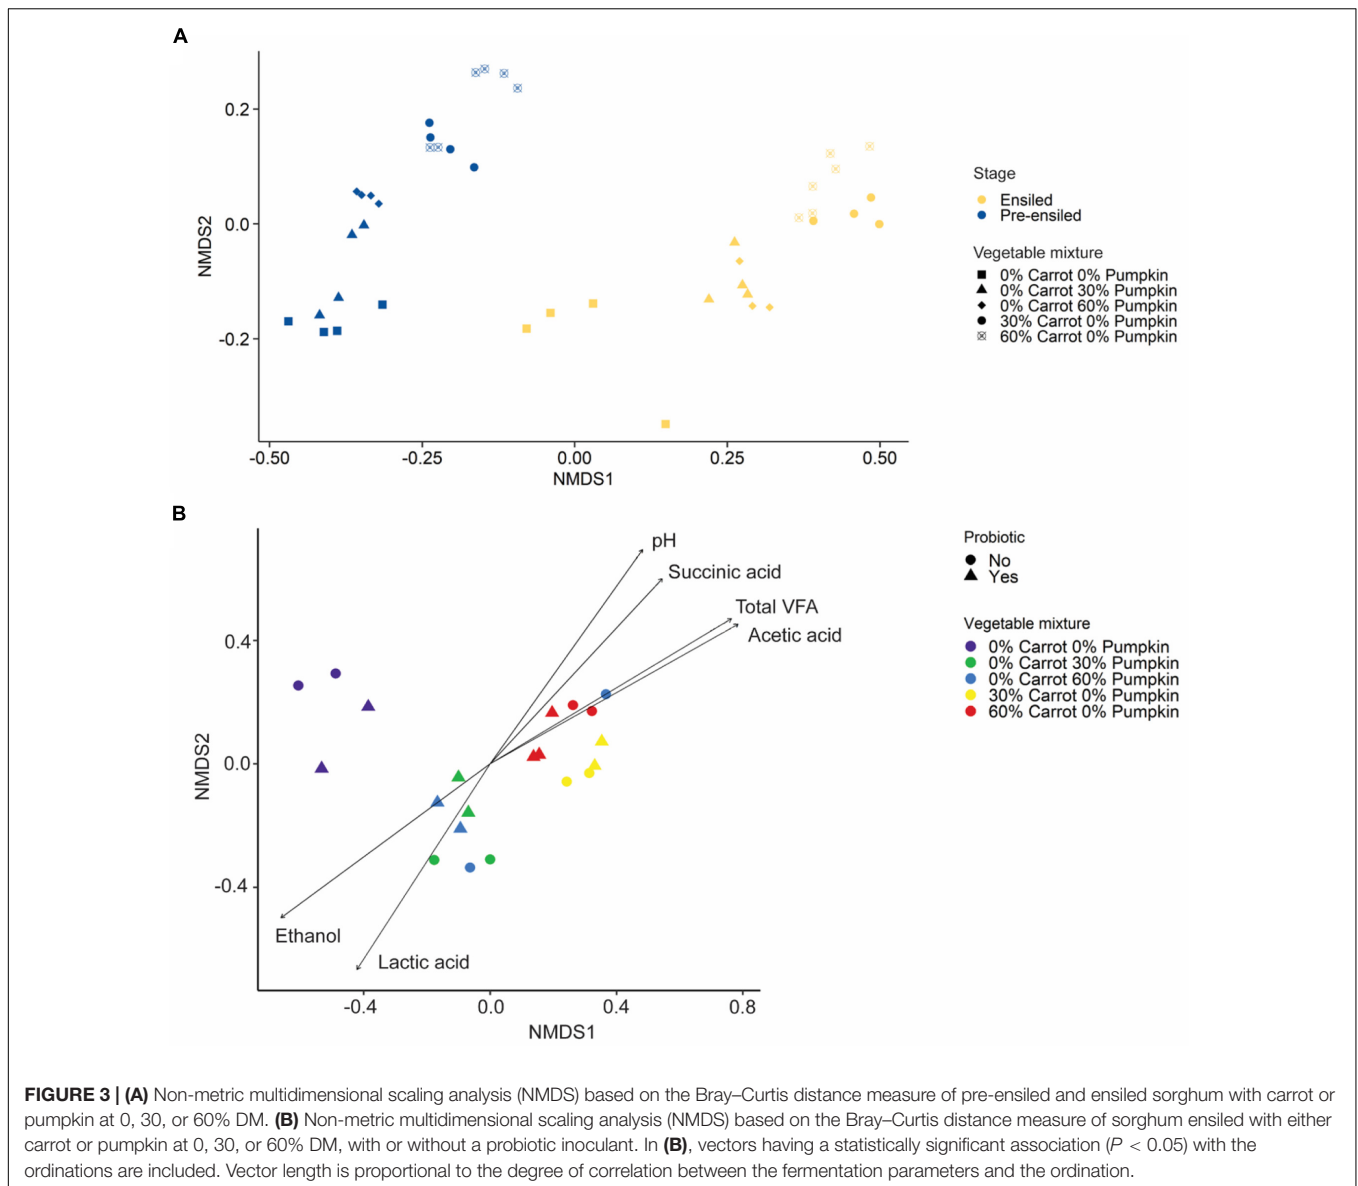 A
0.2
0.0
-0.2
NMDS2
-0.50
-0.25
0.00
0.25
0.50
NMDS1
Stage
Ensiled
Pre-ensiled
Vegetable mixture
0% Carrot 0% Pumpkin
0% Carrot 30% Pumpkin
0% Carrot 60% Pumpkin
30% Carrot 0% Pumpkin
60% Carrot 0% Pumpkin
B
pH
Succinic acid
Total VFA
Acetic acid
Ethanol
Lactic acid
0.4
0.0
-0.4
NMDS2
-0.4
0.0
0.4
0.8
NMDS1
Probiotic
No
Yes
Vegetable mixture
0% Carrot 0% Pumpkin
0% Carrot 30% Pumpkin
0% Carrot 60% Pumpkin
30% Carrot 0% Pumpkin
60% Carrot 0% Pumpkin
FIGURE 3 | (A) Non-metric multidimensional scaling analysis (NMDS) based on the Bray–Curtis distance measure of pre-ensiled and ensiled sorghum with carrot or
pumpkin at 0, 30, or 60% DM. (B) Non-metric multidimensional scaling analysis (NMDS) based on the Bray–Curtis distance measure of sorghum ensiled with either
carrot or pumpkin at 0, 30, or 60% DM, with or without a probiotic inoculant. In (B), vectors having a statistically significant association (P < 0.05) with the
ordinations are included. Vector length is proportional to the degree of correlation between the fermentation parameters and the ordination.